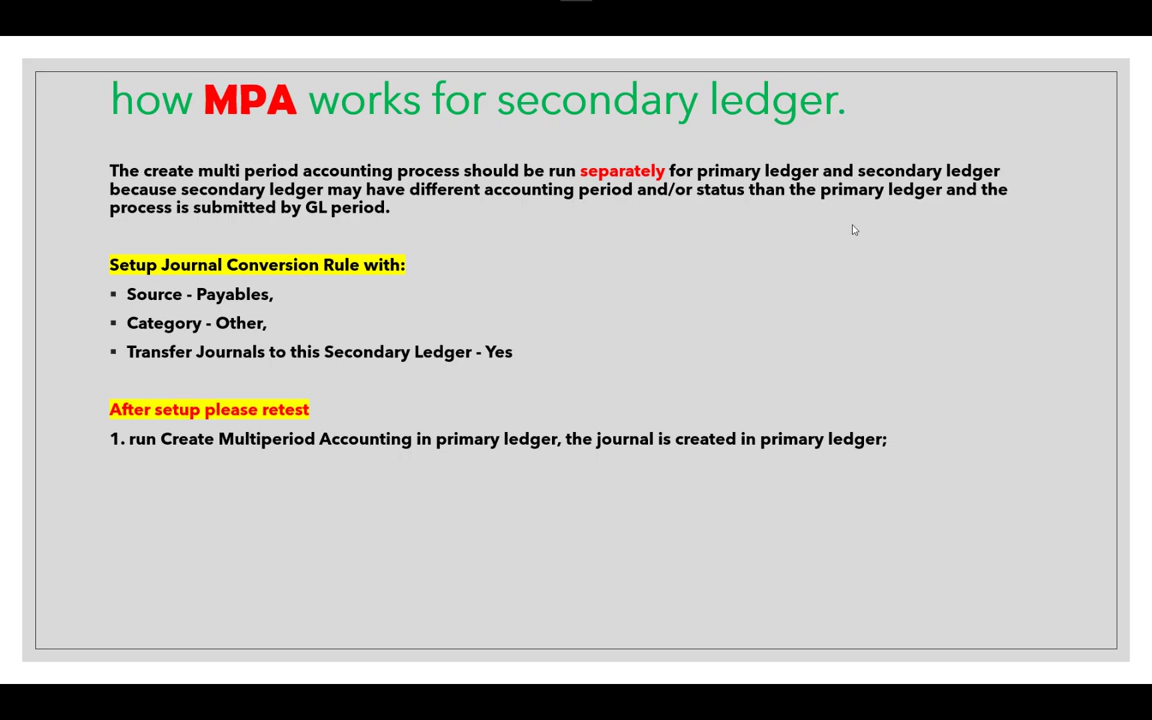 how MPA works for secondary ledger.
The create multi period accounting process should be run separately for primary ledger and secondary ledger
because secondary ledger may have different accounting period and/or status than the primary ledger and the
process is submitted by GL period.
Setup Journal Conversion Rule with:
▪ Source - Payables,
▪ Category - Other,
▪ Transfer Journals to this Secondary Ledger - Yes
After setup please retest
1. run Create Multiperiod Accounting in primary ledger, the journal is created in primary ledger;